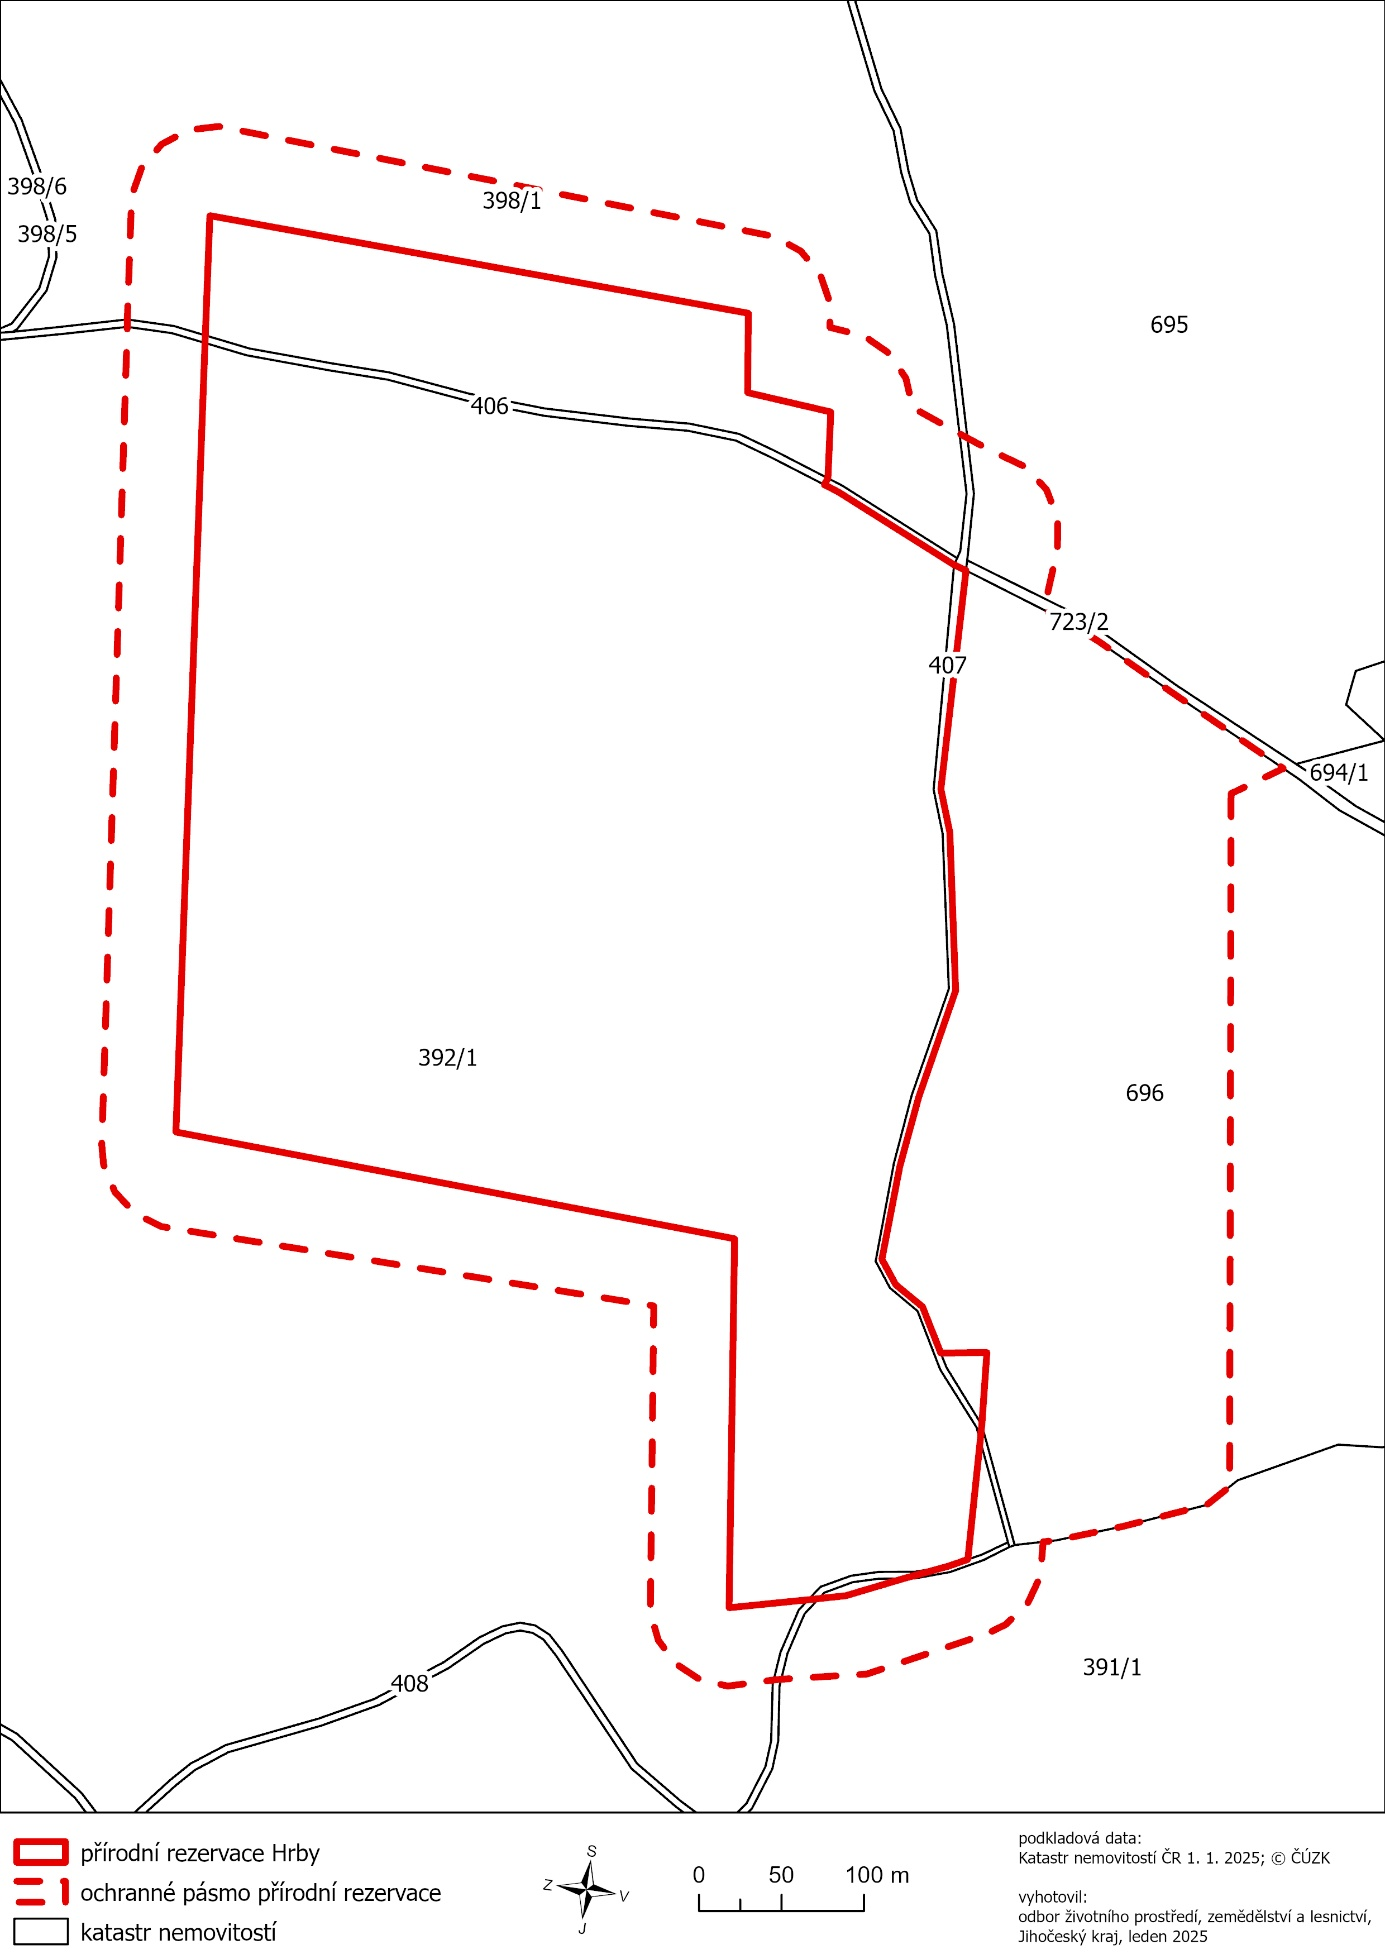 398/6
398/1
398/5
695
406
723/2
407
694/1
392/1
696
391/1
408
přírodní rezervace Hrby
ochranné pásmo přírodní rezervace
katastr nemovitostí
S
Z
V
J
0 50 100 m
podkladová data:
Katastr nemovitostí ČR 1. 1. 2025; © ČÚZK
vyhotovil:
odbor životního prostředí, zemědělství a lesnictví,
Jihočeský kraj, leden 2025